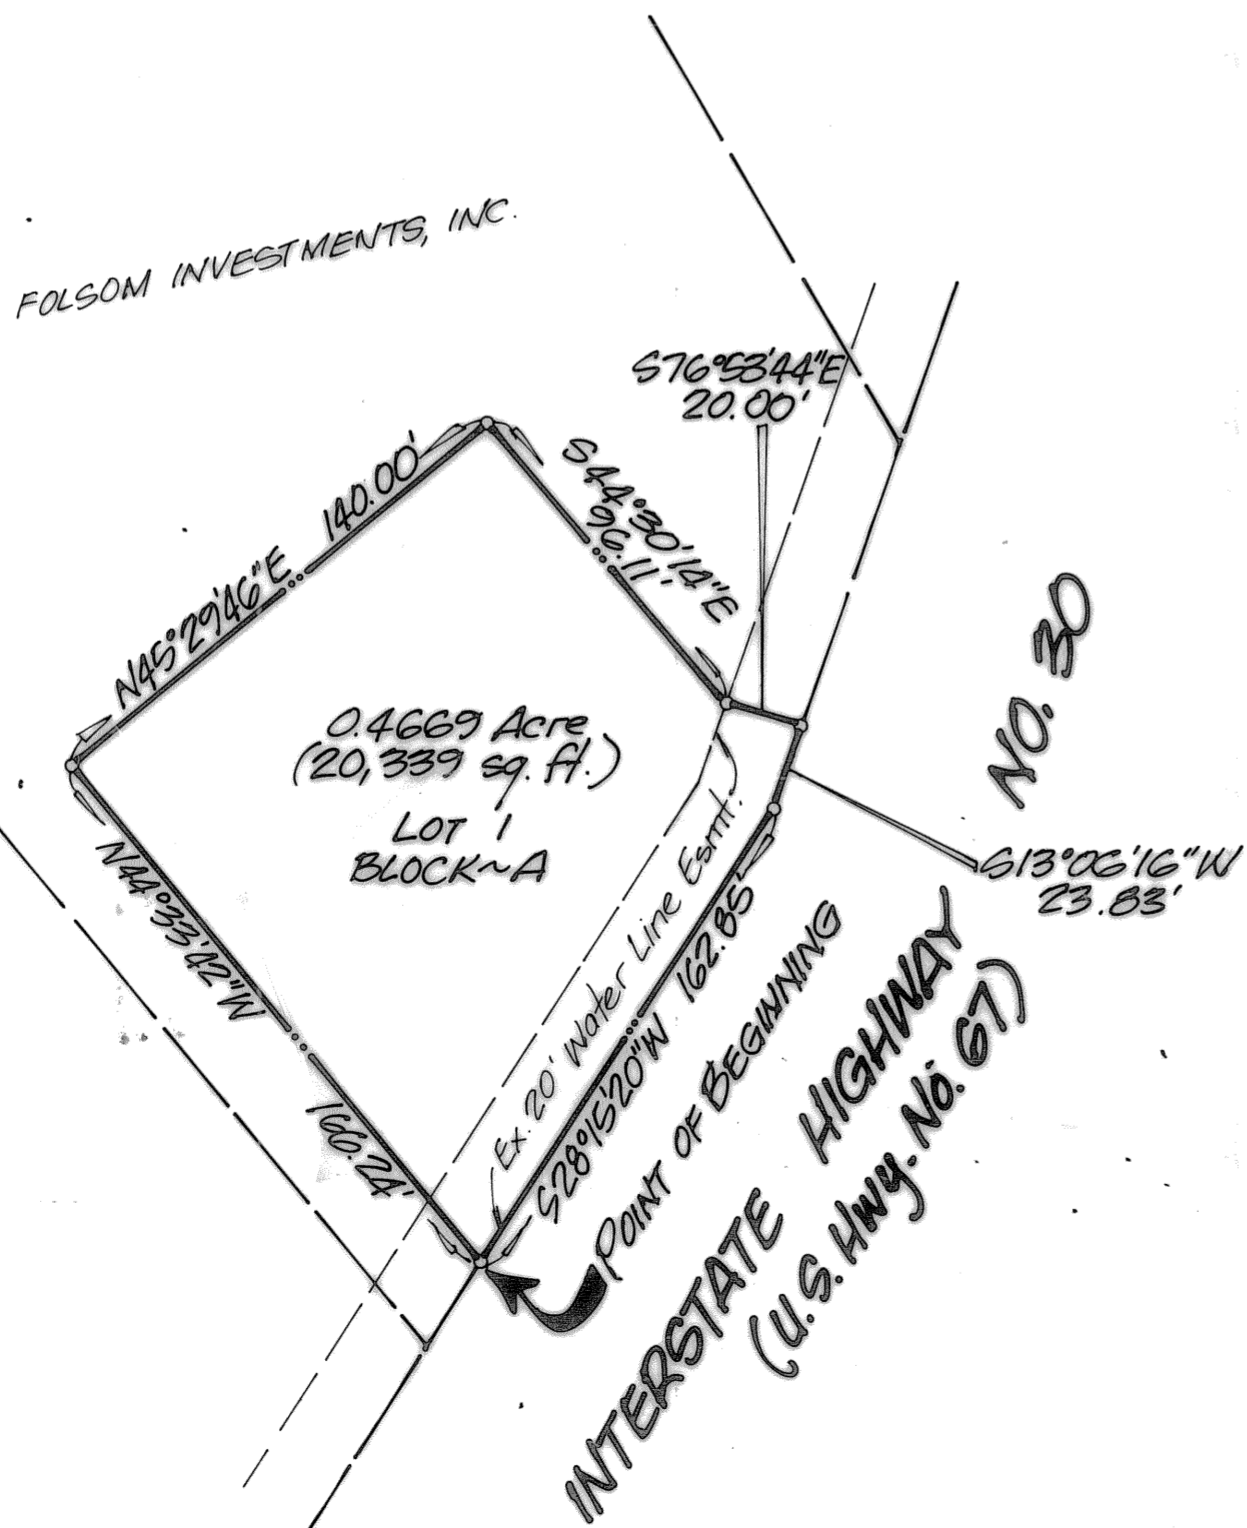 FOLSOM INVESTMENTS, INC.
S76°53'44"E
20.00'
N45°29'46"E 140.00'
S44°30'14"E
96.11'
0.4669 Acre
(20,339 sq. ft.)
LOT 1
BLOCK~A
N44°33'42"W 166.24'
Ex. 20' Water Line Esmt.
S28°15'20"W 162.85'
S13°06'16"W
23.83'
POINT OF BEGINNING
INTERSTATE HIGHWAY NO. 30
(U.S. Hwy. No. 67)